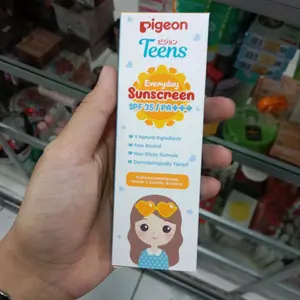 Pigeon
ピジョン
Teens
Everyday
Sunscreen
SPF 35 / PA+++
5 Natural Ingredients
Free Alcohol
Non-Sticky Formula
Dermatologically Tested